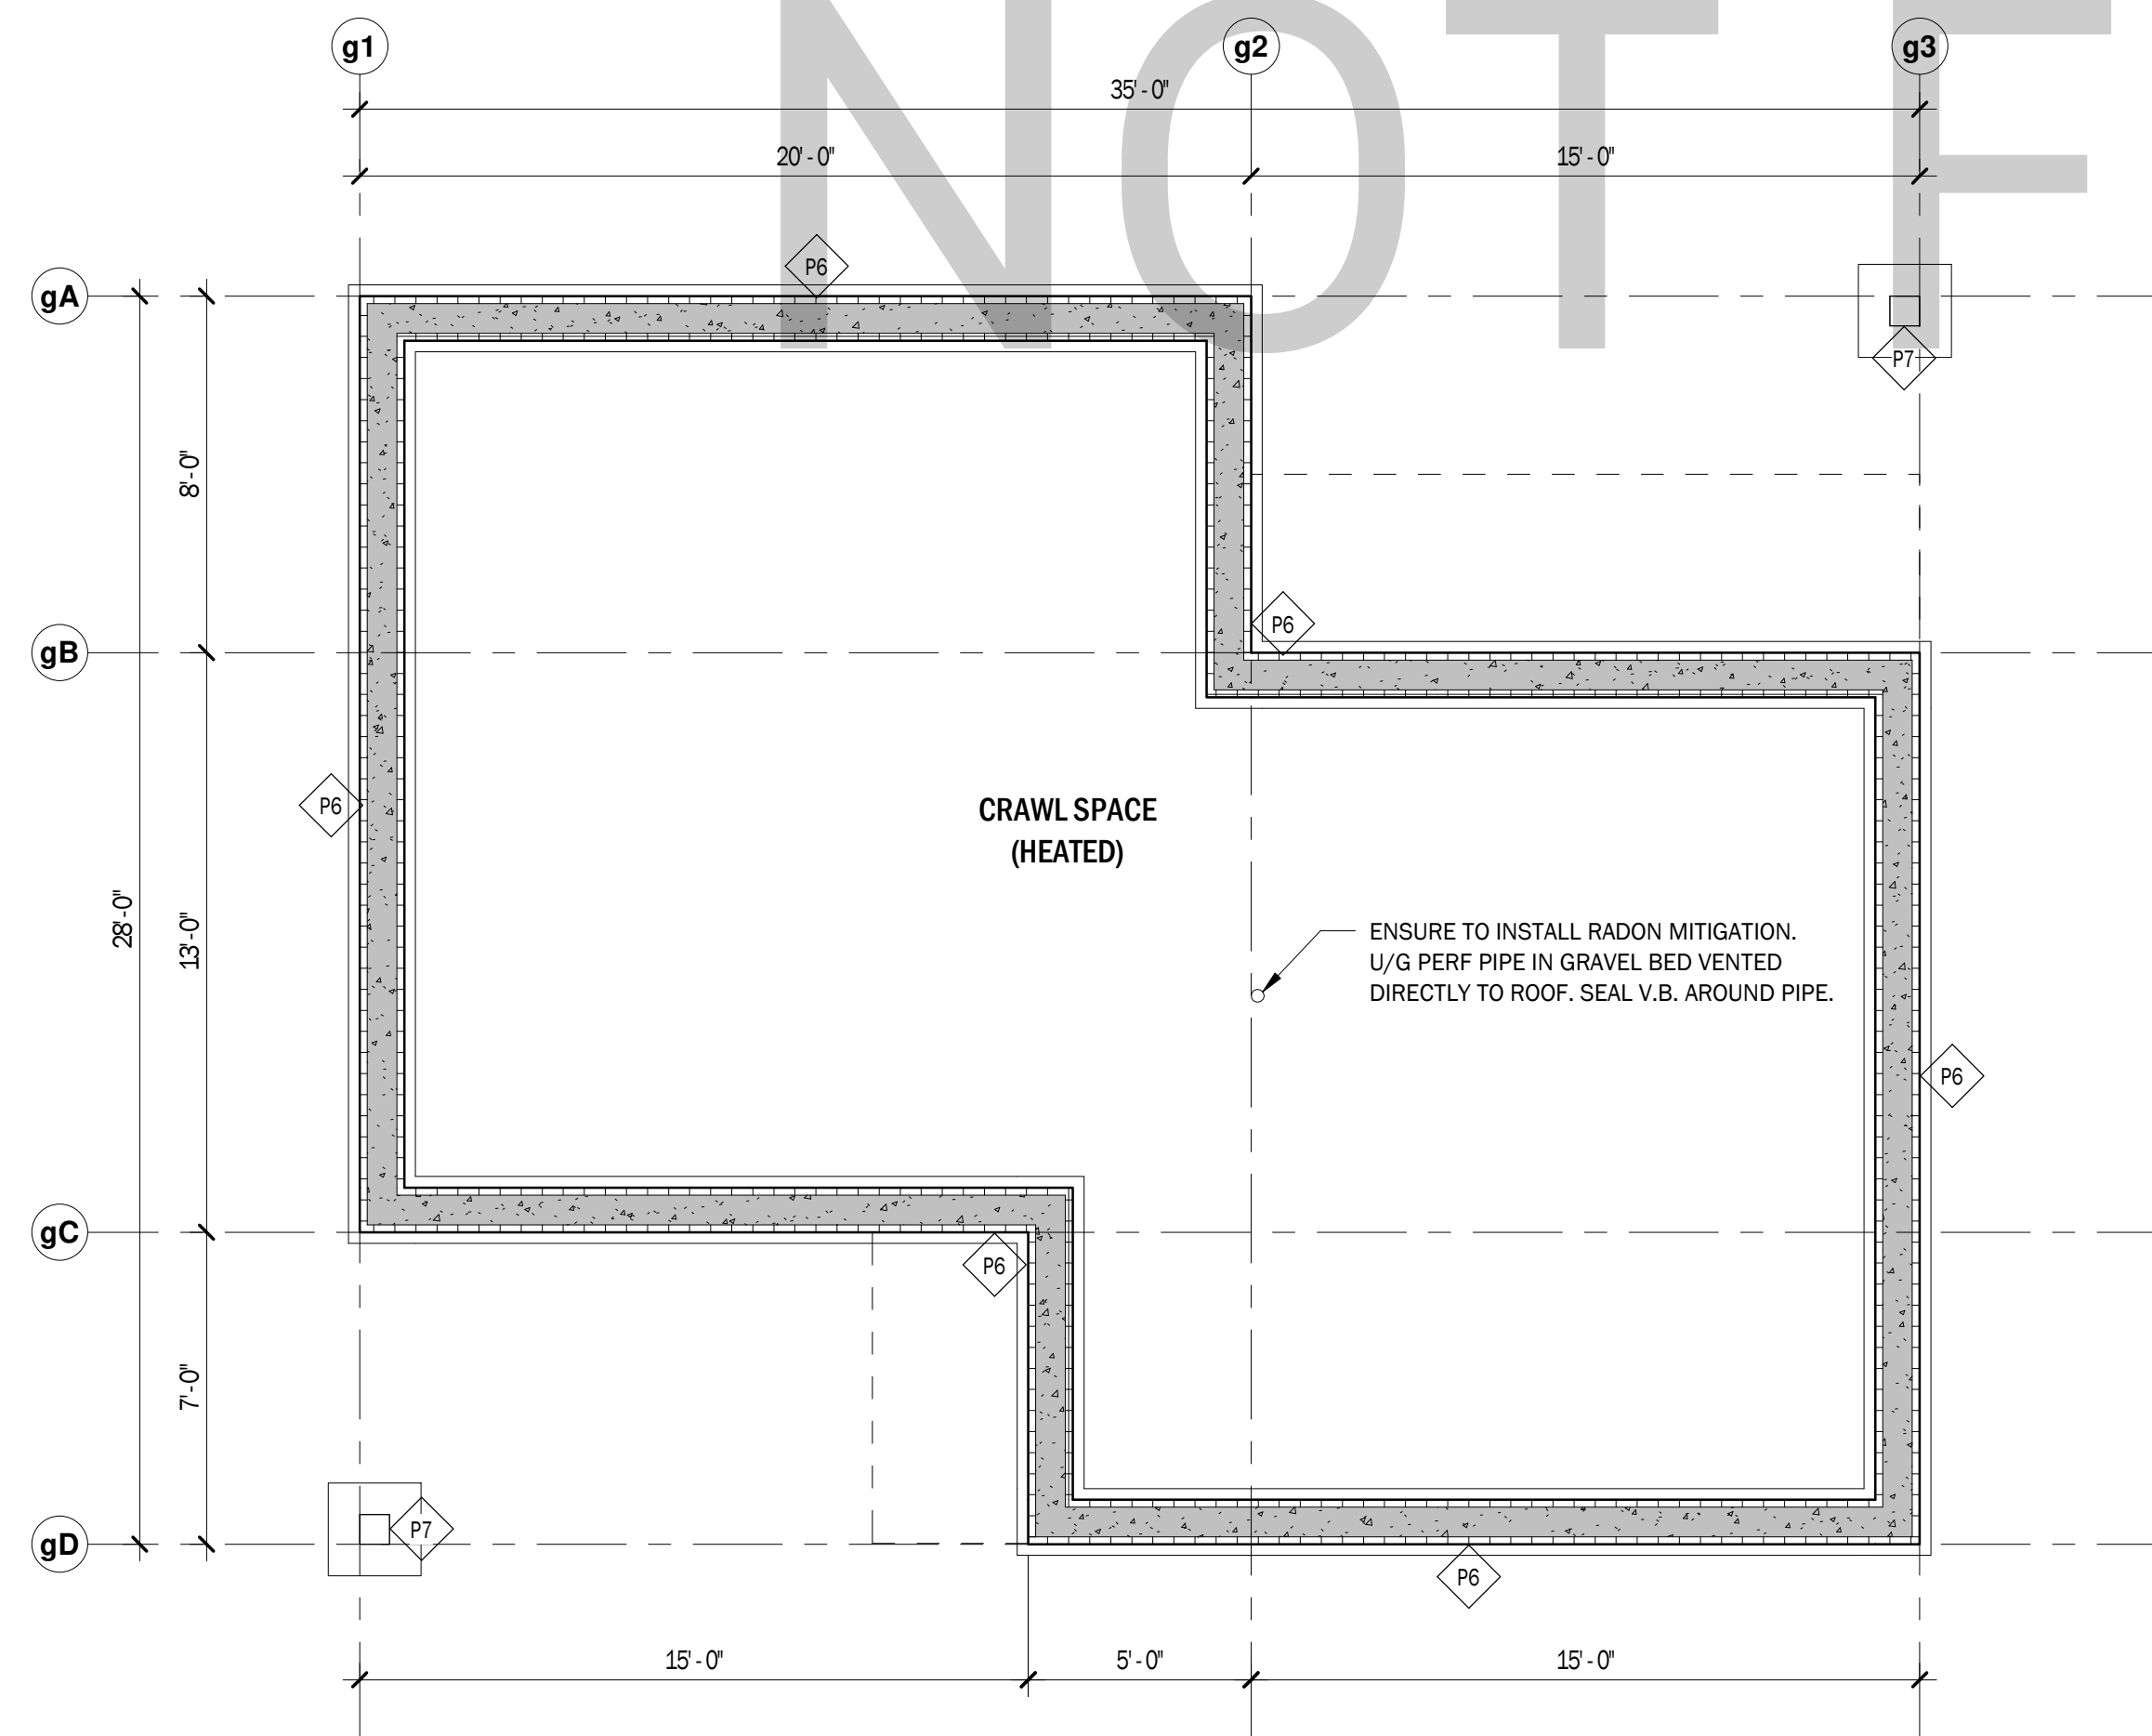 NOT F
g1
g2
g3
35'-0"
20'-0"
15'-0"
P6
gA
P7
8'-0"
gB
P6
P6
CRAWL SPACE
(HEATED)
28'-0"
13'-0"
ENSURE TO INSTALL RADON MITIGATION.
U/G PERF PIPE IN GRAVEL BED VENTED
DIRECTLY TO ROOF. SEAL V.B. AROUND PIPE.
P6
gC
P6
7'-0"
P7
gD
P6
15'-0"
5'-0"
15'-0"